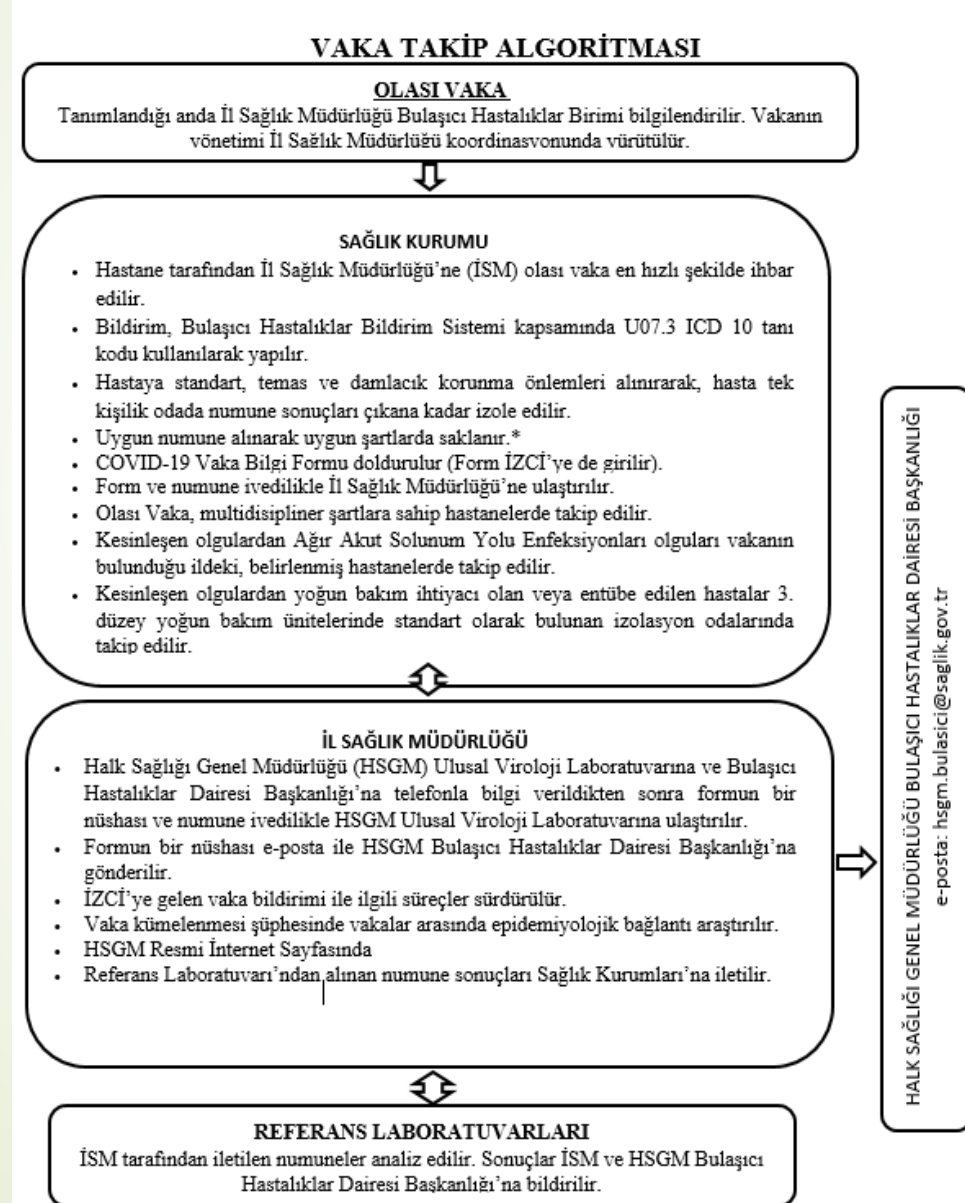 VAKA TAKİP ALGORİTMASI
OLASI VAKA
Tanımlandığı anda İl Sağlık Müdürlüğü Bulaşıcı Hastalıklar Birimi bilgilendirilir. Vakanın
yönetimi İl Sağlık Müdürlüğü koordinasyonunda yürütülür.
SAĞLIK KURUMU
• Hastane tarafından İl Sağlık Müdürlüğü’ne (İSM) olası vaka en hızlı şekilde ihbar
edilir.
• Bildirim, Bulaşıcı Hastalıklar Bildirim Sistemi kapsamında U07.3 ICD 10 tanı
kodu kullanılarak yapılır.
• Hastaya standart, temas ve damlacık korunma önlemleri alınırarak, hasta tek
kişilik odada numune sonuçları çıkana kadar izole edilir.
• Uygun numune alınarak uygun şartlarda saklanır.*
• COVID-19 Vaka Bilgi Formu doldurulur (Form İZCİ’ye de girilir).
• Form ve numune ivedilikle İl Sağlık Müdürlüğü’ne ulaştırılır.
• Olası Vaka, multidisipliner şartlara sahip hastanelerde takip edilir.
• Kesinleşen olgulardan Ağır Akut Solunum Yolu Enfeksiyonları olguları vakanın
bulunduğu ildeki, belirlenmiş hastanelerde takip edilir.
• Kesinleşen olgulardan yoğun bakım ihtiyacı olan veya entübe edilen hastalar 3.
düzey yoğun bakım ünitelerinde standart olarak bulunan izolasyon odalarında
takip edilir.
İL SAĞLIK MÜDÜRLÜĞÜ
• Halk Sağlığı Genel Müdürlüğü (HSGM) Ulusal Viroloji Laboratuvarına ve Bulaşıcı
Hastalıklar Dairesi Başkanlığı’na telefonla bilgi verildikten sonra formun bir
nüshası ve numune ivedilikle HSGM Ulusal Viroloji Laboratuvarına ulaştırılır.
• Formun bir nüshası e-posta ile HSGM Bulaşıcı Hastalıklar Dairesi Başkanlığı’na
gönderilir.
• İZCİ’ye gelen vaka bildirimi ile ilgili süreçler sürdürülür.
• Vaka kümelenmesi şüphesinde vakalar arasında epidemiyolojik bağlantı araştırılır.
• HSGM Resmi İnternet Sayfasında
• Referans Laboratuvarı’ndan alınan numune sonuçları Sağlık Kurumları’na iletilir.
REFERANS LABORATUVARLARI
İSM tarafından iletilen numuneler analiz edilir. Sonuçlar İSM ve HSGM Bulaşıcı
Hastalıklar Dairesi Başkanlığı’na bildirilir.
HALK SAĞLIĞI GENEL MÜDÜRLÜĞÜ BULAŞICI HASTALIKLAR DAİRESİ BAŞKANLIĞI
e-posta: hsgm.bulasici@saglik.gov.tr